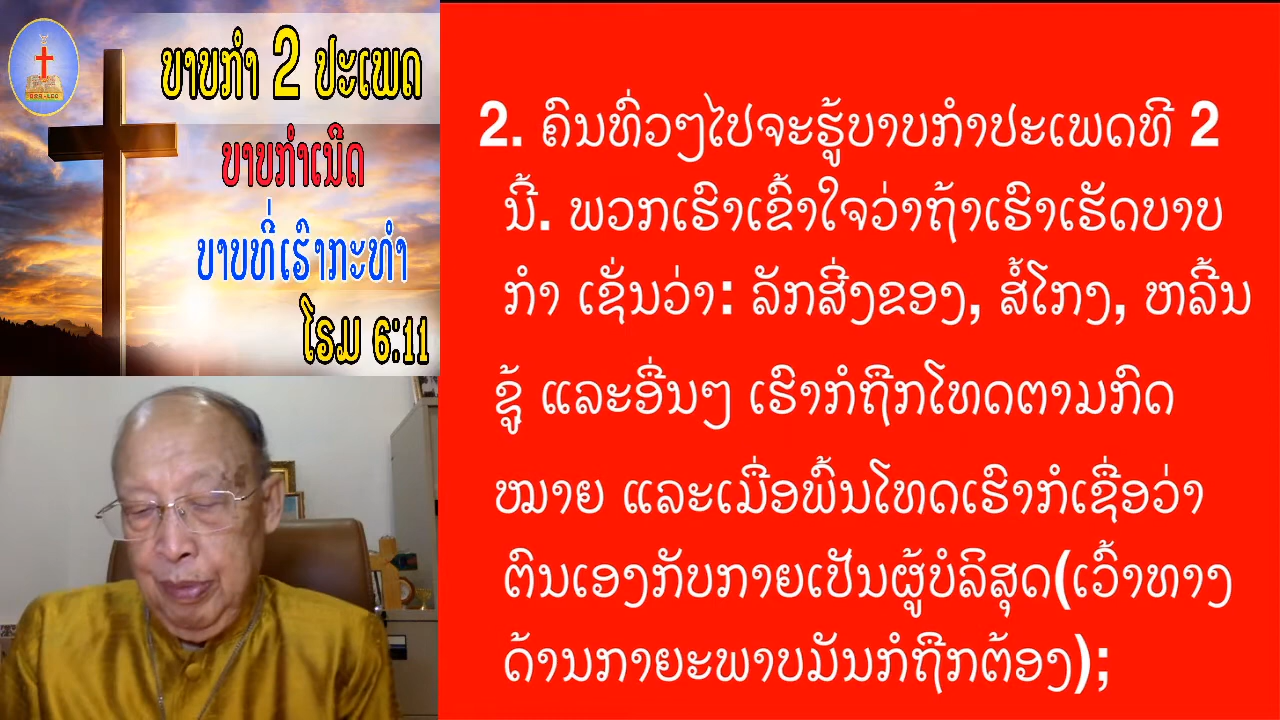 ບາບກຳ 2 ປະເພດ
ບາບກຳເນີດ
ບາບທີ່ເຮົາກະທຳ
ໂຣມ 6:11
2. ຄົນທົ່ວໆໄປຈະຮູ້ບາບກຳປະເພດທີ 2
ນີ້. ພວກເຮົາເຂົ້າໃຈວ່າຖ້າເຮົາເຮັດບາບ
ກຳ ເຊັ່ນວ່າ: ລັກສີ່ງຂອງ, ສໍ້ໂກງ, ຫລີ້ນ
ຊູ້ ແລະອື່ນໆ ເຮົາກໍຖືກໂທດຕາມກົດ
ໝາຍ ແລະເມື່ອພົ້ນໂທດເຮົາກໍເຊື່ອວ່າ
ຕົນເອງກັບກາຍເປັນຜູ້ບໍລິສຸດ(ເວົ້າທາງ
ດ້ານກາຍະພາບມັນກໍຖືກຕ້ອງ);